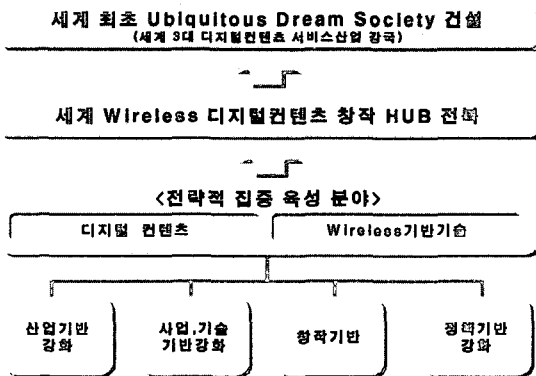 세계 최초 Ubiquitous Dream Society 건설
(세계 3대 디지털컨텐츠 서비스산업 강국)
세계 Wireless 디지털컨텐츠 창작 HUB 전략
<전략적 집중 육성 분야>
디지털 컨텐츠
Wireless기반기술
산업기반
강화
사업,기술
기반강화
창작기반
정책기반
강화